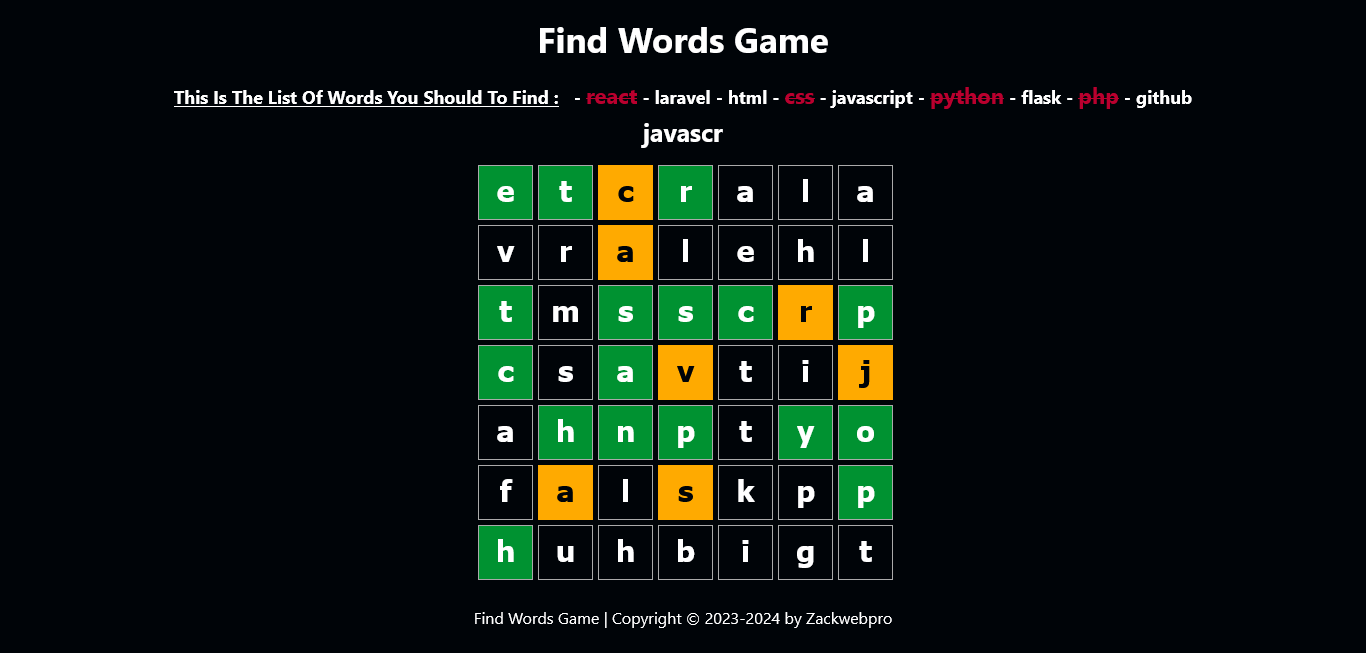 Find Words Game
This Is The List Of Words You Should To Find : - react - laravel - html - css - javascript - python - flask - php - github
javascr
e t c r a l a
v r a l e h l
t m s s c r p
c s a v t i j
a h n p t y o
f a l s k p p
h u h b i g t
Find Words Game | Copyright © 2023-2024 by Zackwebpro